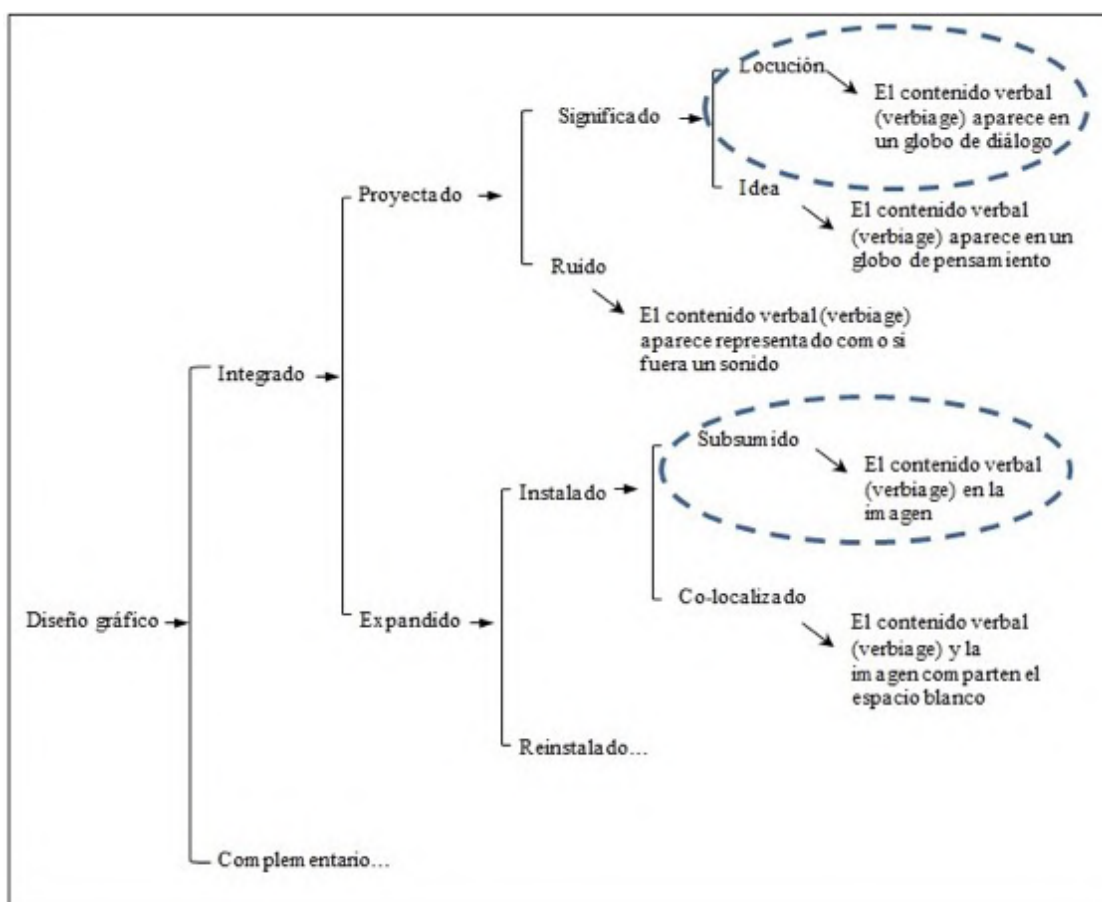 Locución
El contenido verbal
(verbiage) aparece en
un globo de diálogo
Significado
Idea
El contenido verbal
(verbiage) aparece en un
globo de pensamiento
Proyectado
Ruido
El contenido verbal (verbiage)
aparece representado como si
fuera un sonido
Integrado
Subsumido
El contenido verbal
(verbiage) en la
imagen
Instalado
Co-localizado
El contenido verbal
(verbiage) y la
imagen comparten el
espacio blanco
Diseño gráfico
Expandido
Reinstalado...
Complementario...